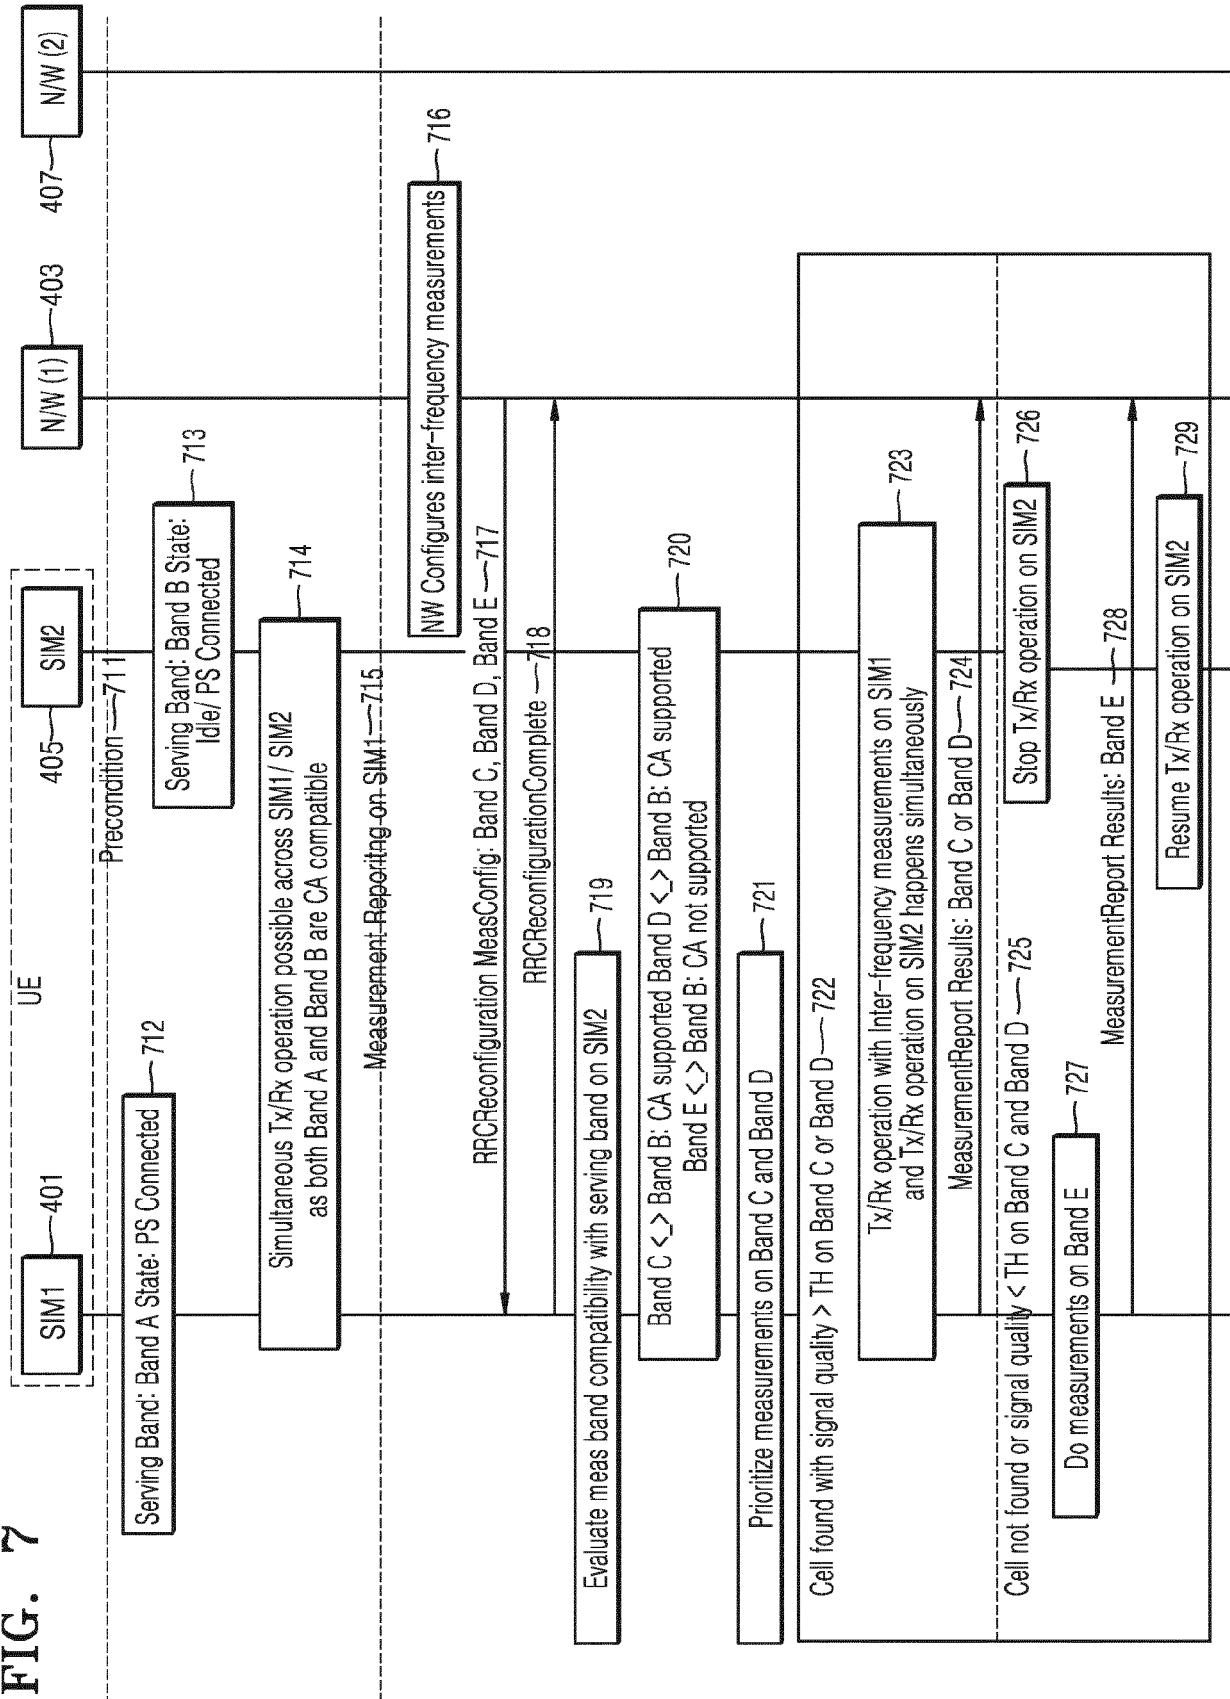 FIG. 7
UE
SIM1
401
SIM2
405
N/W (1)
403
N/W (2)
407
Precondition 711
Serving Band: Band A State: PS Connected
712
Serving Band: Band B State:
Idle/ PS Connected
713
Simultaneous Tx/Rx operation possible across SIM1/ SIM2
as both Band A and Band B are CA compatible
714
Measurement Reporitng on SIM1 715
NW Configures inter-frequency measurements
716
RRCReconfiguration MeasConfig: Band C, Band D, Band E 717
RRCReconfigurationComplete 718
Evaluate meas band compatibility with serving band on SIM2
719
Band C <_> Band B: CA supported Band D <_> Band B: CA supported
Band E <_> Band B: CA not supported
720
Prioritize measurements on Band C and Band D
721
Cell found with signal quality > TH on Band C or Band D 722
Tx/Rx operation with Inter-frequency measurements on SIM1
and Tx/Rx operation on SIM2 happens simultaneously
723
MeasurementReport Results: Band C or Band D 724
Cell not found or signal quality < TH on Band C and Band D 725
Stop Tx/Rx operation on SIM2
726
Do measurements on Band E
727
MeasurementReport Results: Band E 728
Resume Tx/Rx operation on SIM2
729